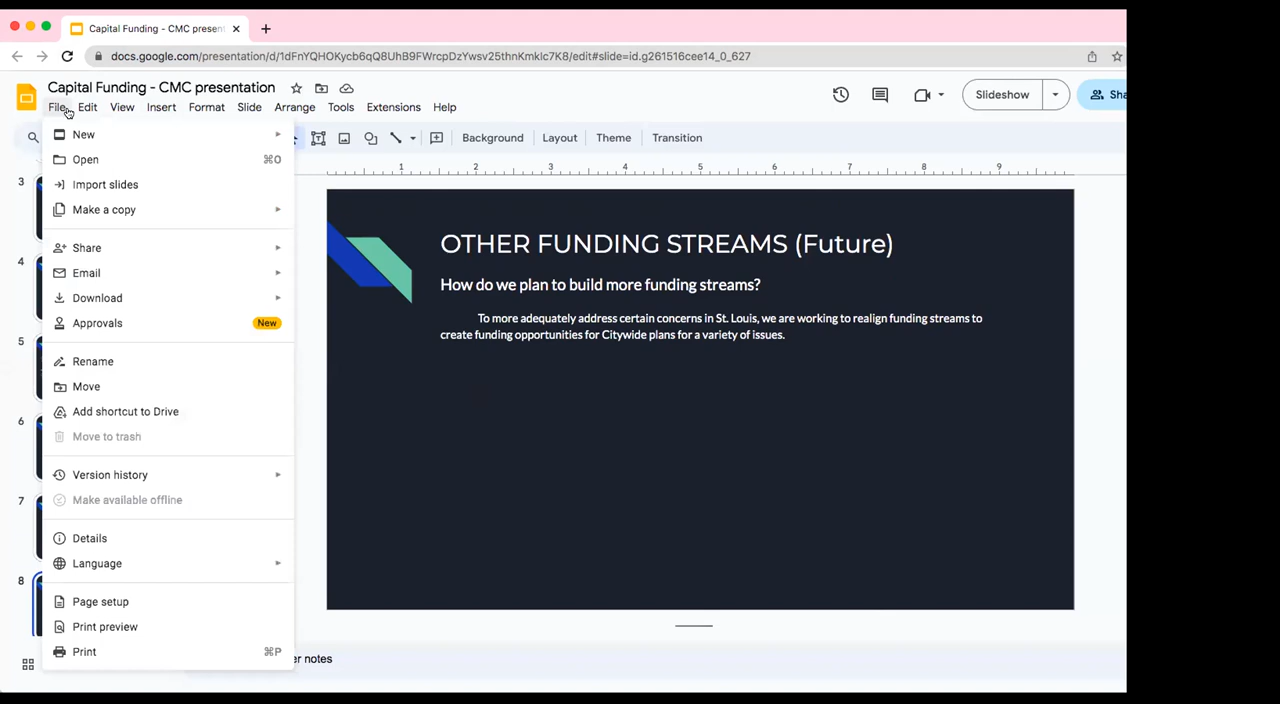 Capital Funding - CMC present
docs.google.com/presentation/d/1dFnYQHOKycb6qQ8UhB9FWrcpDzYwsv25thnKmklc7K8/edit#slide=id.g261516cee14_0_627
Capital Funding - CMC presentation
File Edit View Insert Format Slide Arrange Tools Extensions Help
Slideshow
Sha
Background Layout Theme Transition
New
Open ⌘O
Import slides
Make a copy
Share
Email
Download
Approvals New
Rename
Move
Add shortcut to Drive
Move to trash
Version history
Make available offline
Details
Language
Page setup
Print preview
Print ⌘P
3
4
5
6
7
8
1 2 3 4 5 6 7 8 9
OTHER FUNDING STREAMS (Future)
How do we plan to build more funding streams?
To more adequately address certain concerns in St. Louis, we are working to realign funding streams to
create funding opportunities for Citywide plans for a variety of issues.
er notes